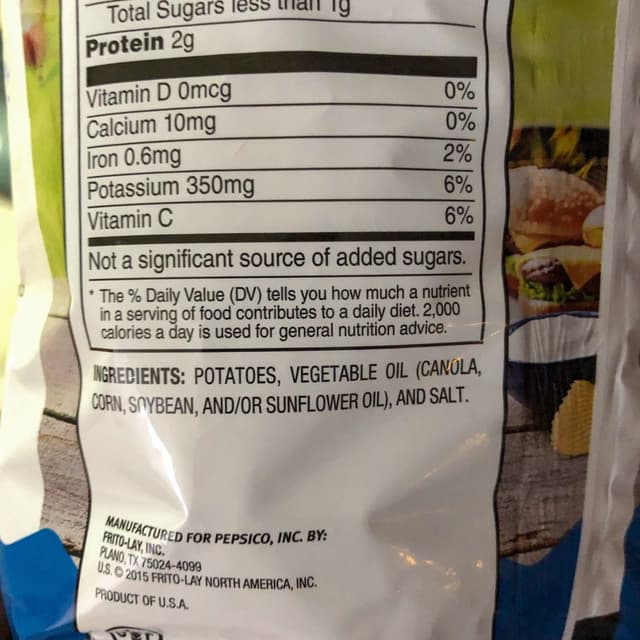 Total Sugars less than 1g
Protein 2g
Vitamin D 0mcg 0%
Calcium 10mg 0%
Iron 0.6mg 2%
Potassium 350mg 6%
Vitamin C 6%
Not a significant source of added sugars.
* The % Daily Value (DV) tells you how much a nutrient
in a serving of food contributes to a daily diet. 2,000
calories a day is used for general nutrition advice.
INGREDIENTS: POTATOES, VEGETABLE OIL (CANOLA,
CORN, SOYBEAN, AND/OR SUNFLOWER OIL), AND SALT.
MANUFACTURED FOR PEPSICO, INC. BY:
FRITO-LAY, INC.
PLANO, TX 75024-4099
U.S. © 2015 FRITO-LAY NORTH AMERICA, INC.
PRODUCT OF U.S.A.